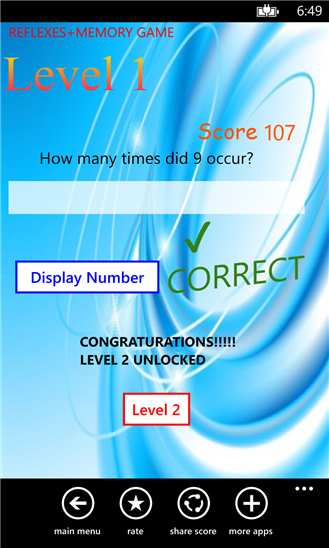 6:49
REFLEXES+MEMORY GAME
Level 1
Score 107
How many times did 9 occur?
Display Number
CORRECT
CONGRATURATIONS!!!!!
LEVEL 2 UNLOCKED
Level 2
main menu
rate
share score
more apps